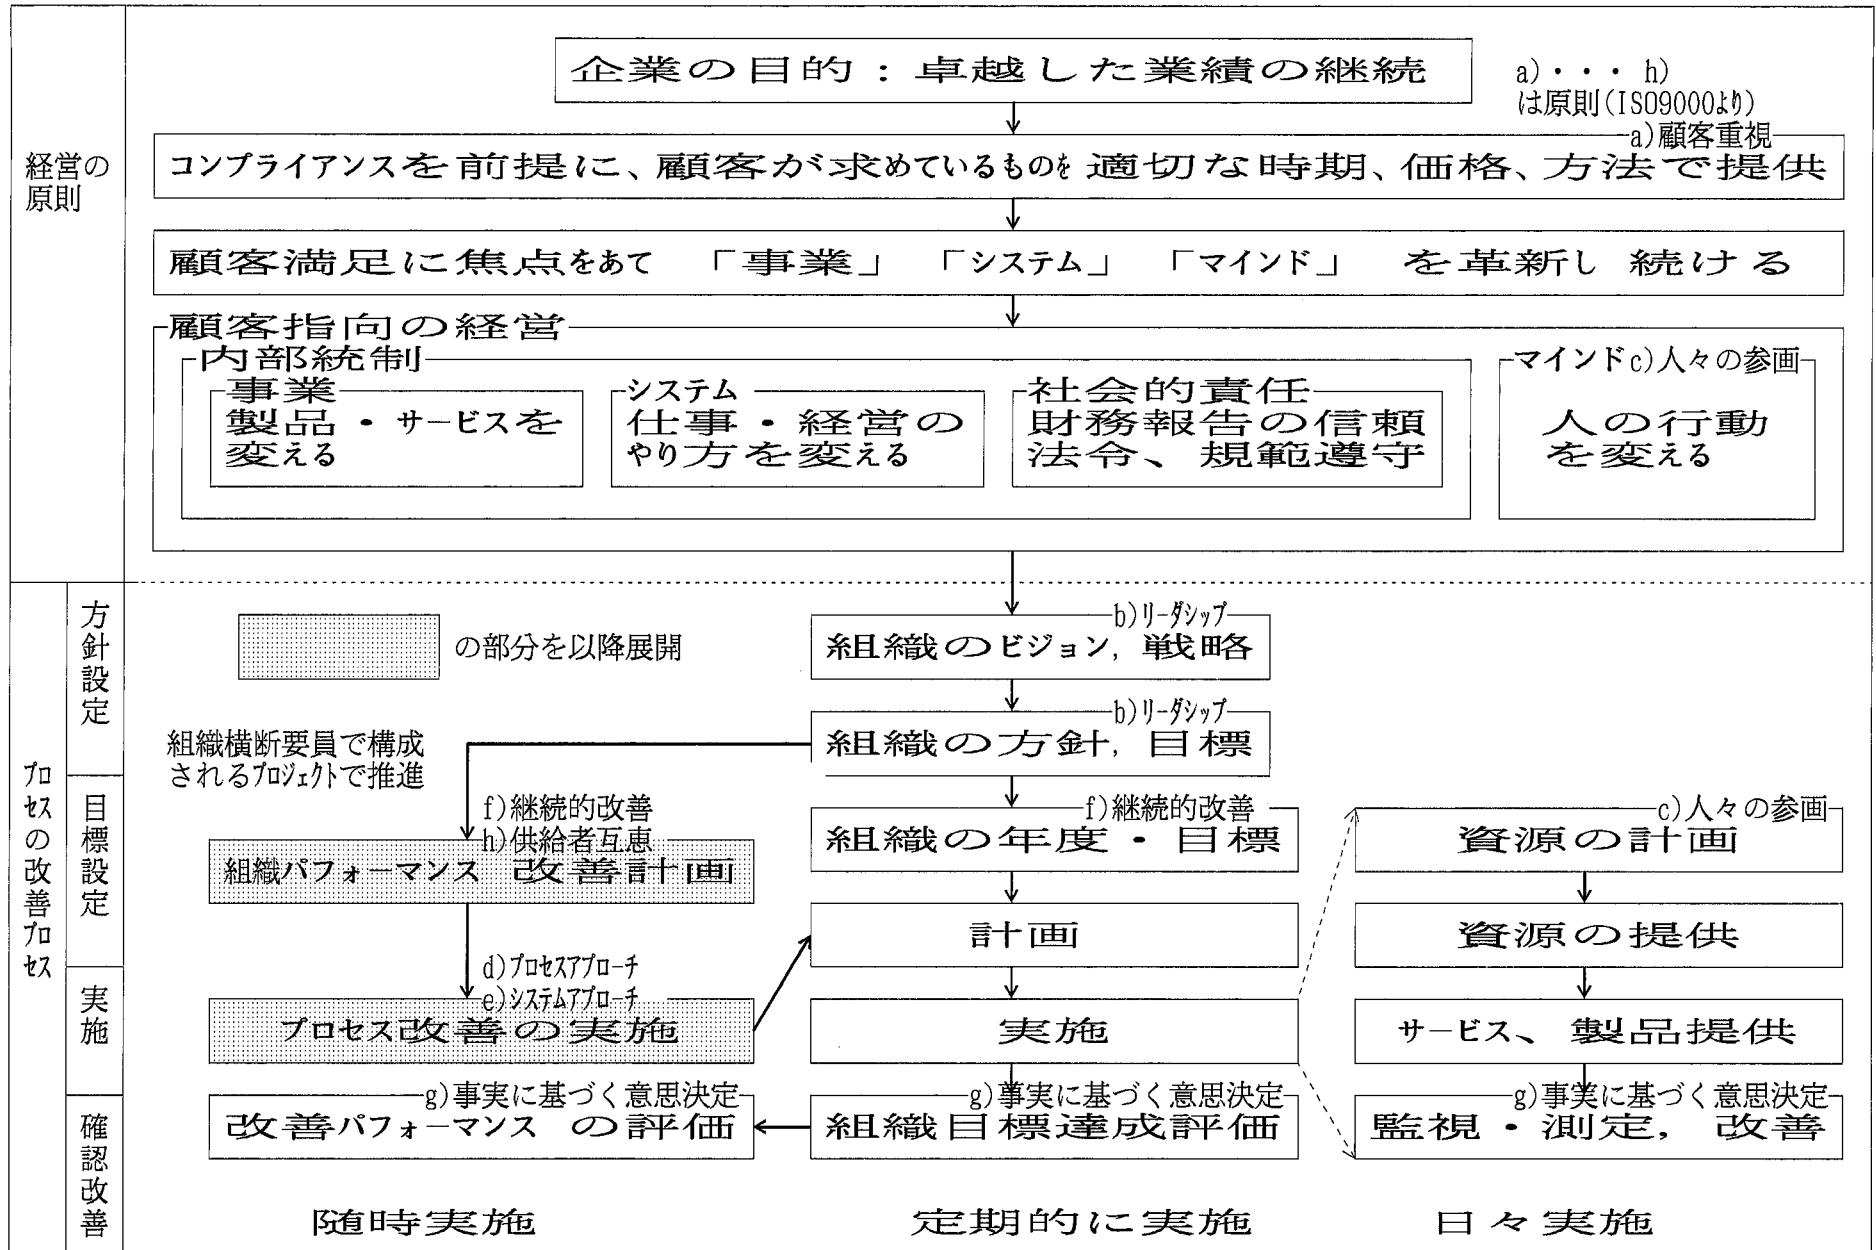 企業の目的：卓越した業績の継続
a)・・・ h)
は原則(ISO9000より)
経営の
原則
a)顧客重視
コンプライアンスを前提に、顧客が求めているものを 適切な時期、価格、方法で提供
顧客満足に焦点をあて 「事業」 「システム」 「マインド」 を革新し 続ける
顧客指向の経営
内部統制
事業
製品・サービスを
変える
システム
仕事・経営の
やり方を変える
社会的責任
財務報告の信頼
法令、規範遵守
マインド c)人々の参画
人の行動
を変える
プロセスの改善プロセス
方針設定
の部分を以降展開
b)リーダシップ
組織のビジョン, 戦略
b)リーダシップ
組織の方針, 目標
組織横断要員で構成
されるプロジェクトで推進
目標設定
f)継続的改善
h)供給者互恵
組織パフォーマンス 改善計画
f)継続的改善
組織の年度・目標
c)人々の参画
資源の計画
計画
資源の提供
実施
d)プロセスアプローチ
e)システムアプローチ
プロセス改善の実施
実施
サービス、製品提供
確認改善
g)事実に基づく意思決定
改善パフォーマンス の評価
g)事実に基づく意思決定
組織目標達成評価
g)事実に基づく意思決定
監視・測定, 改善
随時実施
定期的に実施
日々実施